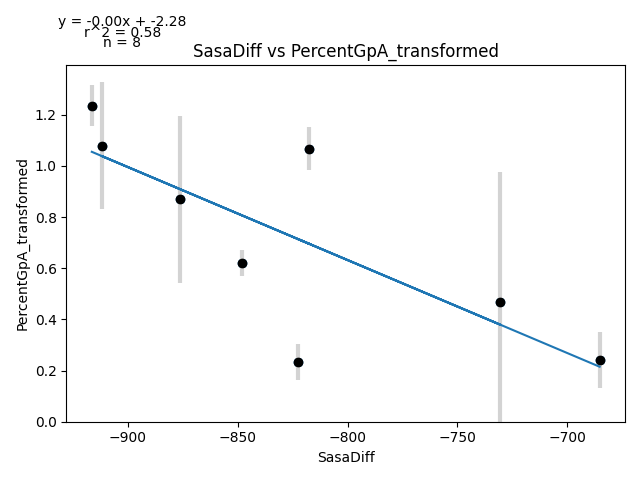 y = -0.00x + -2.28
r^2 = 0.58
n = 8
SasaDiff vs PercentGpA_transformed
PercentGpA_transformed
1.2
1.0
0.8
0.6
0.4
0.2
0.0
−900
−850
−800
−750
−700
SasaDiff